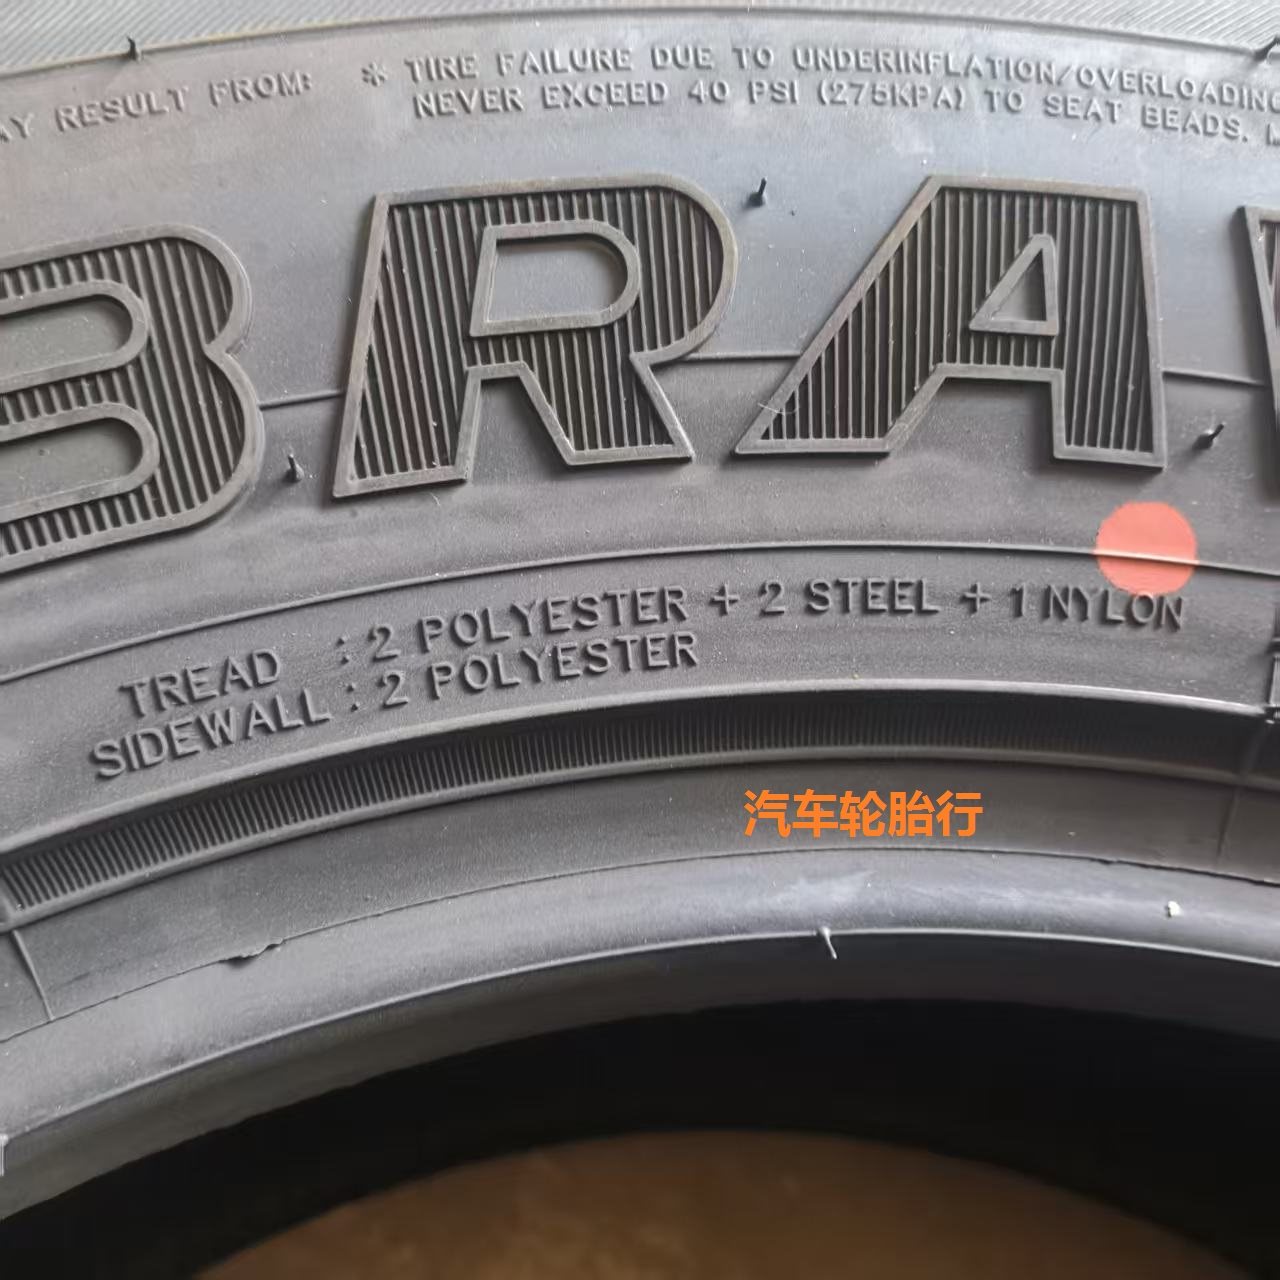 AY RESULT FROM: * TIRE FAILURE DUE TO UNDERINFLATION/OVERLOADING
NEVER EXCEED 40 PSI (275KPA) TO SEAT BEADS.
BRA
TREAD : 2 POLYESTER + 2 STEEL + 1 NYLON
SIDEWALL : 2 POLYESTER
汽车轮胎行